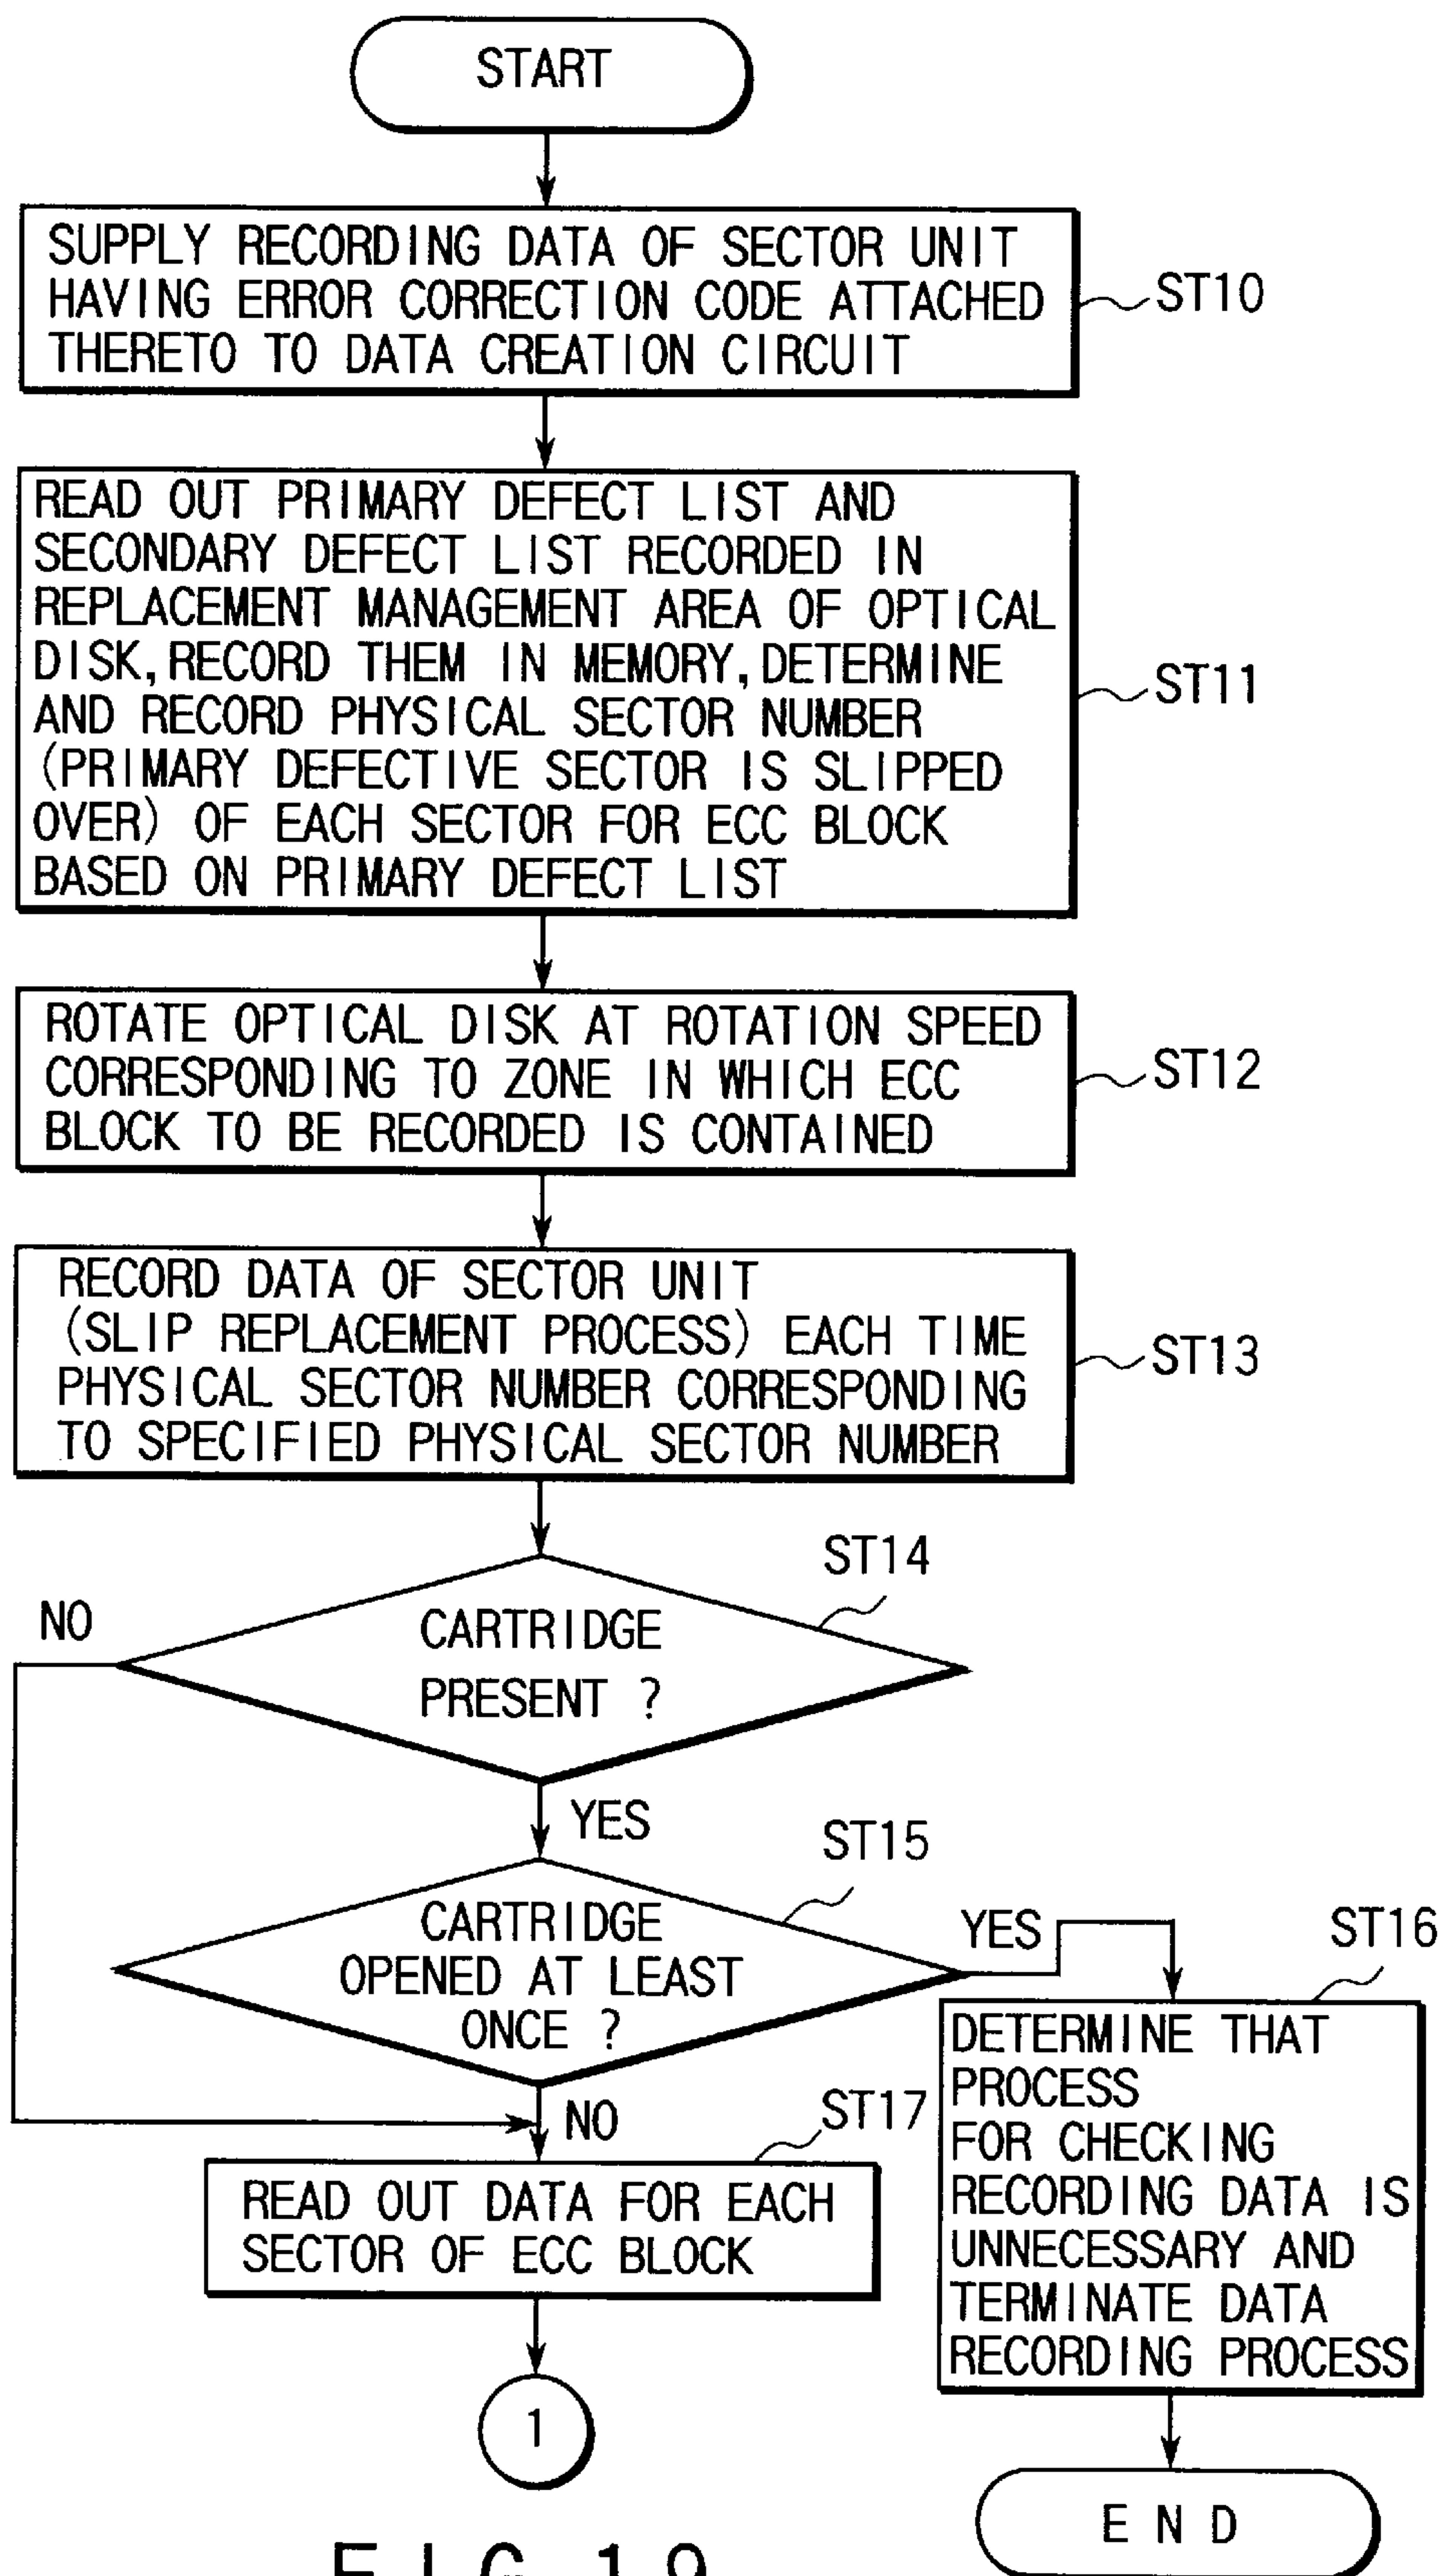 START
SUPPLY RECORDING DATA OF SECTOR UNIT
HAVING ERROR CORRECTION CODE ATTACHED
THERETO TO DATA CREATION CIRCUIT
ST10
READ OUT PRIMARY DEFECT LIST AND
SECONDARY DEFECT LIST RECORDED IN
REPLACEMENT MANAGEMENT AREA OF OPTICAL
DISK, RECORD THEM IN MEMORY, DETERMINE
AND RECORD PHYSICAL SECTOR NUMBER
(PRIMARY DEFECTIVE SECTOR IS SLIPPED
OVER) OF EACH SECTOR FOR ECC BLOCK
BASED ON PRIMARY DEFECT LIST
ST11
ROTATE OPTICAL DISK AT ROTATION SPEED
CORRESPONDING TO ZONE IN WHICH ECC
BLOCK TO BE RECORDED IS CONTAINED
ST12
RECORD DATA OF SECTOR UNIT
(SLIP REPLACEMENT PROCESS) EACH TIME
PHYSICAL SECTOR NUMBER CORRESPONDING
TO SPECIFIED PHYSICAL SECTOR NUMBER
ST13
ST14
NO
CARTRIDGE
PRESENT ?
YES
ST15
CARTRIDGE
OPENED AT LEAST
ONCE ?
YES
ST16
DETERMINE THAT
PROCESS
FOR CHECKING
RECORDING DATA IS
UNNECESSARY AND
TERMINATE DATA
RECORDING PROCESS
NO
ST17
READ OUT DATA FOR EACH
SECTOR OF ECC BLOCK
1
END
FIG. 19